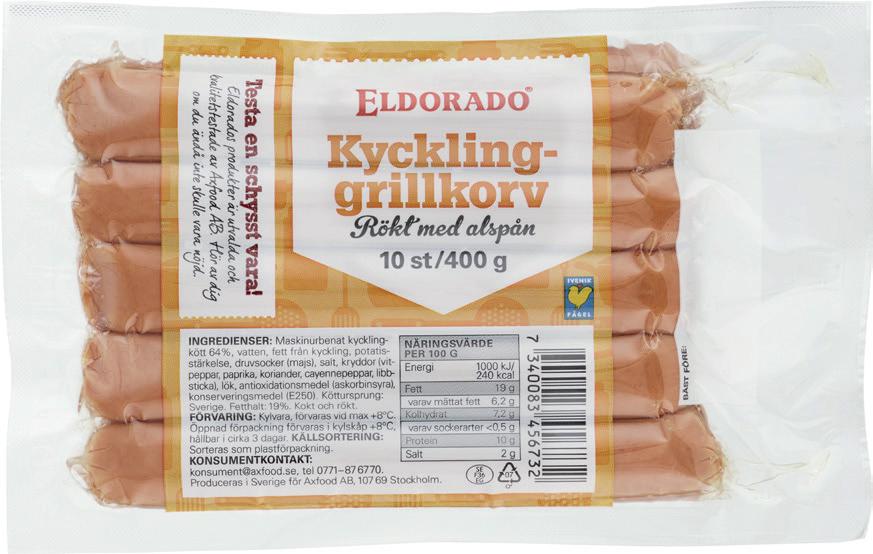 ELDORADO®
Kyckling-
grillkorv
Rökt med alspån
10 st/400 g
Testa en schysst vara!
Eldorados produkter är utvalda och
kvalitetstestade av Axfood AB. Hör av dig
om du ändå inte skulle vara nöjd.
SVENSK
FÅGEL
INGREDIENSER: Maskinurbenat kyckling-
kött 64%, vatten, fett från kyckling, potatis-
stärkelse, druvsocker (majs), salt, kryddor (vit-
peppar, paprika, koriander, cayennepeppar, libb-
sticka), lök, antioxidationsmedel (askorbinsyra),
konserveringsmedel (E250). Köttursprung:
Sverige. Fetthalt: 19%. Kokt och rökt.
FÖRVARING: Kylvara, förvaras vid max +8°C.
Öppnad förpackning förvaras i kylskåp +8°C,
hållbar i cirka 3 dagar. KÄLLSORTERING:
Sorteras som plastförpackning.
KONSUMENTKONTAKT:
konsument@axfood.se, tel 0771-87 6770.
Produceras i Sverige för Axfood AB, 107 69 Stockholm.
NÄRINGSVÄRDE
PER 100 G
Energi 1000 kJ/
240 kcal
Fett 19 g
varav mättat fett 6,2 g
Kolhydrat 7,2 g
varav sockerarter <0,5 g
Protein 10 g
Salt 2 g
SE
F36
EG
07
O²
7 340083 456732
BÄST FÖRE: